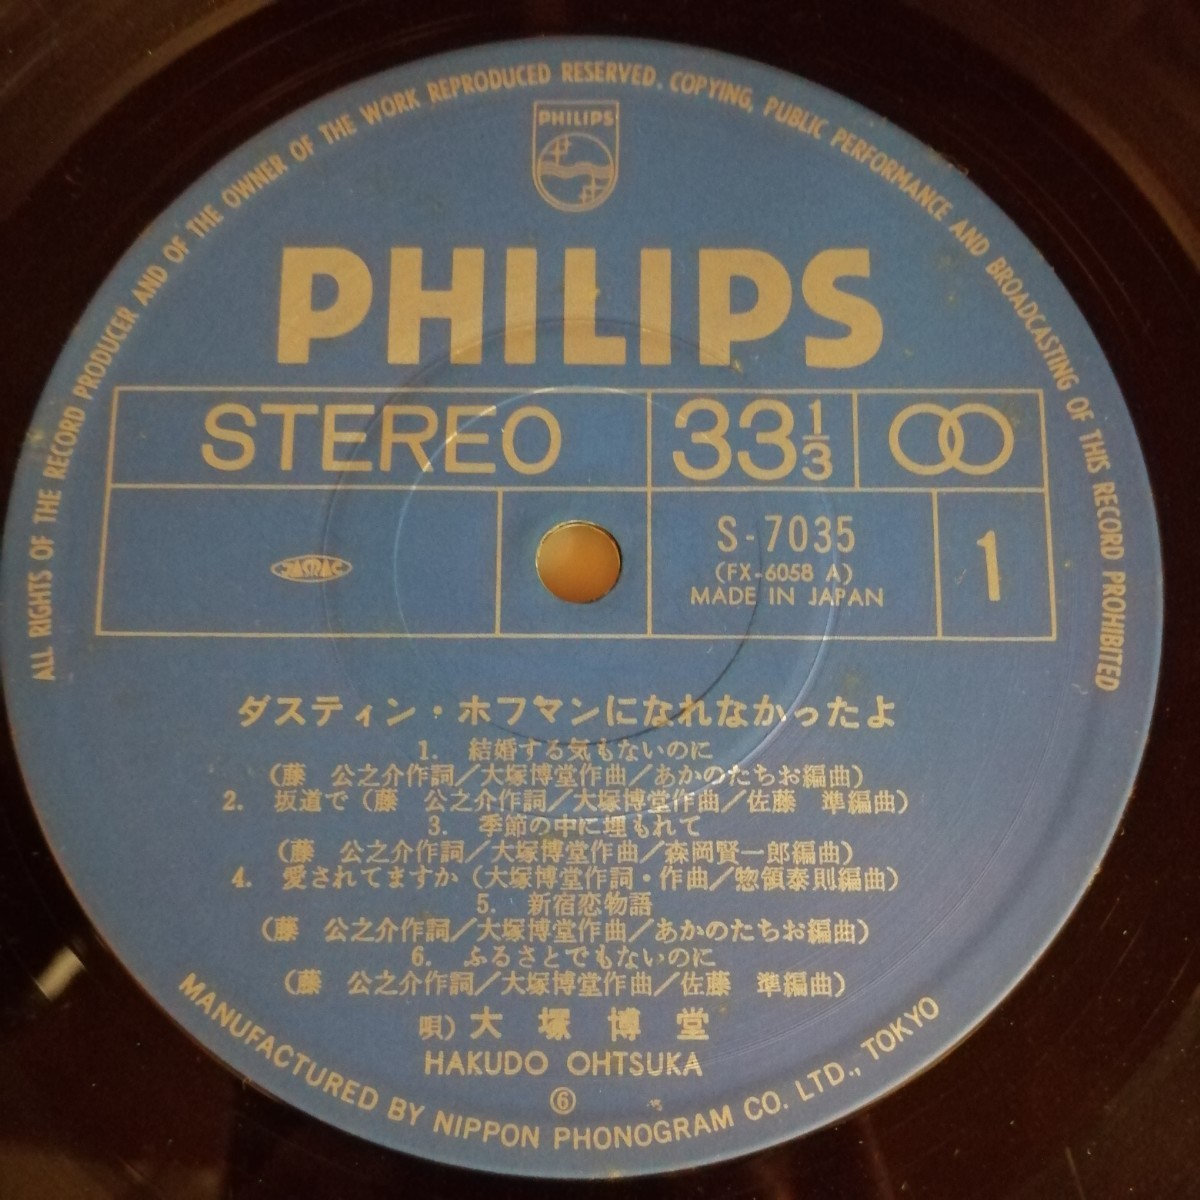 ALL RIGHTS OF THE RECORD PRODUCER AND OF THE OWNER OF THE WORK REPRODUCED RESERVED. COPYING, PUBLIC PERFORMANCE AND BROADCASTING OF THIS RECORD PROHIBITED
PHILIPS
PHILIPS
STEREO
33 1/3
JASRAC
S-7035
(FX-6058 A)
MADE IN JAPAN
1
ダスティン・ホフマンになれなかったよ
1. 結婚する気もないのに
(藤 公之介作詞/大塚博堂作曲/あかのたちお編曲)
2. 坂道で(藤 公之介作詞/大塚博堂作曲/佐藤 準編曲)
3. 季節の中に埋もれて
(藤 公之介作詞/大塚博堂作曲/森岡賢一郎編曲)
4. 愛されてますか(大塚博堂作詞・作曲/惣領泰則編曲)
5. 新宿恋物語
(藤 公之介作詞/大塚博堂作曲/あかのたちお編曲)
6. ふるさとでもないのに
(藤 公之介作詞/大塚博堂作曲/佐藤 準編曲)
唄)大塚博堂
HAKUDO OHTSUKA
⑥
MANUFACTURED BY NIPPON PHONOGRAM CO. LTD., TOKYO